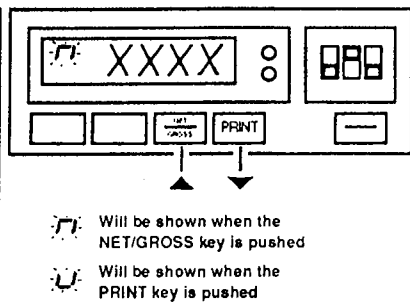 XXXX
NET
GROSS
PRINT
Will be shown when the
NET/GROSS key is pushed
Will be shown when the
PRINT key is pushed